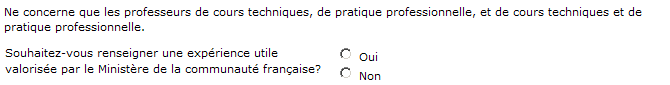 Ne concerne que les professeurs de cours techniques, de pratique professionnelle, et de cours techniques et de
pratique professionnelle.
Souhaitez-vous renseigner une expérience utile
valorisée par le Ministère de la communauté française?
Oui
Non